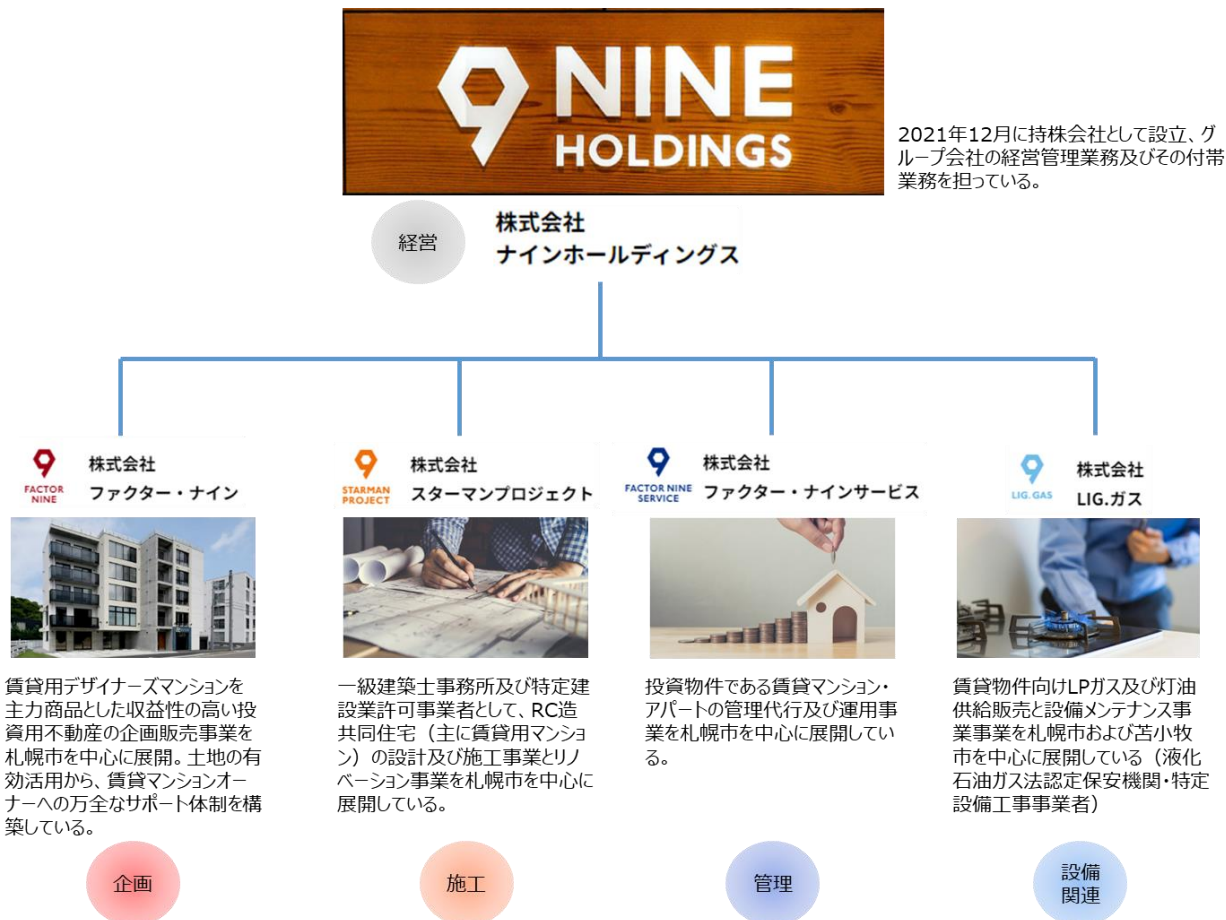 9 NINE
HOLDINGS
2021年12月に持株会社として設立、グ
ループ会社の経営管理業務及びその付帯
業務を担っている。
経営
株式会社
ナインホールディングス
9
FACTOR
NINE
株式会社
ファクター・ナイン
9
STARMAN
PROJECT
株式会社
スターマンプロジェクト
9
FACTOR NINE
SERVICE
株式会社
ファクター・ナインサービス
9
LIG. GAS
株式会社
LIG.ガス
賃貸用デザイナーズマンションを
主力商品とした収益性の高い投
資用不動産の企画販売事業を
札幌市を中心に展開。土地の有
効活用から、賃貸マンションオー
ナーへの万全なサポート体制を構
築している。
一級建築士事務所及び特定建
設業許可事業者として、RC造
共同住宅（主に賃貸用マンショ
ン）の設計及び施工事業とリノ
ベーション事業を札幌市を中心に
展開している。
投資物件である賃貸マンション・
アパートの管理代行及び運用事
業を札幌市を中心に展開してい
る。
賃貸物件向けLPガス及び灯油
供給販売と設備メンテナンス事
業事業を札幌市および苫小牧
市を中心に展開している（液化
石油ガス法認定保安機関・特定
設備工事事業者）
企画
施工
管理
設備
関連